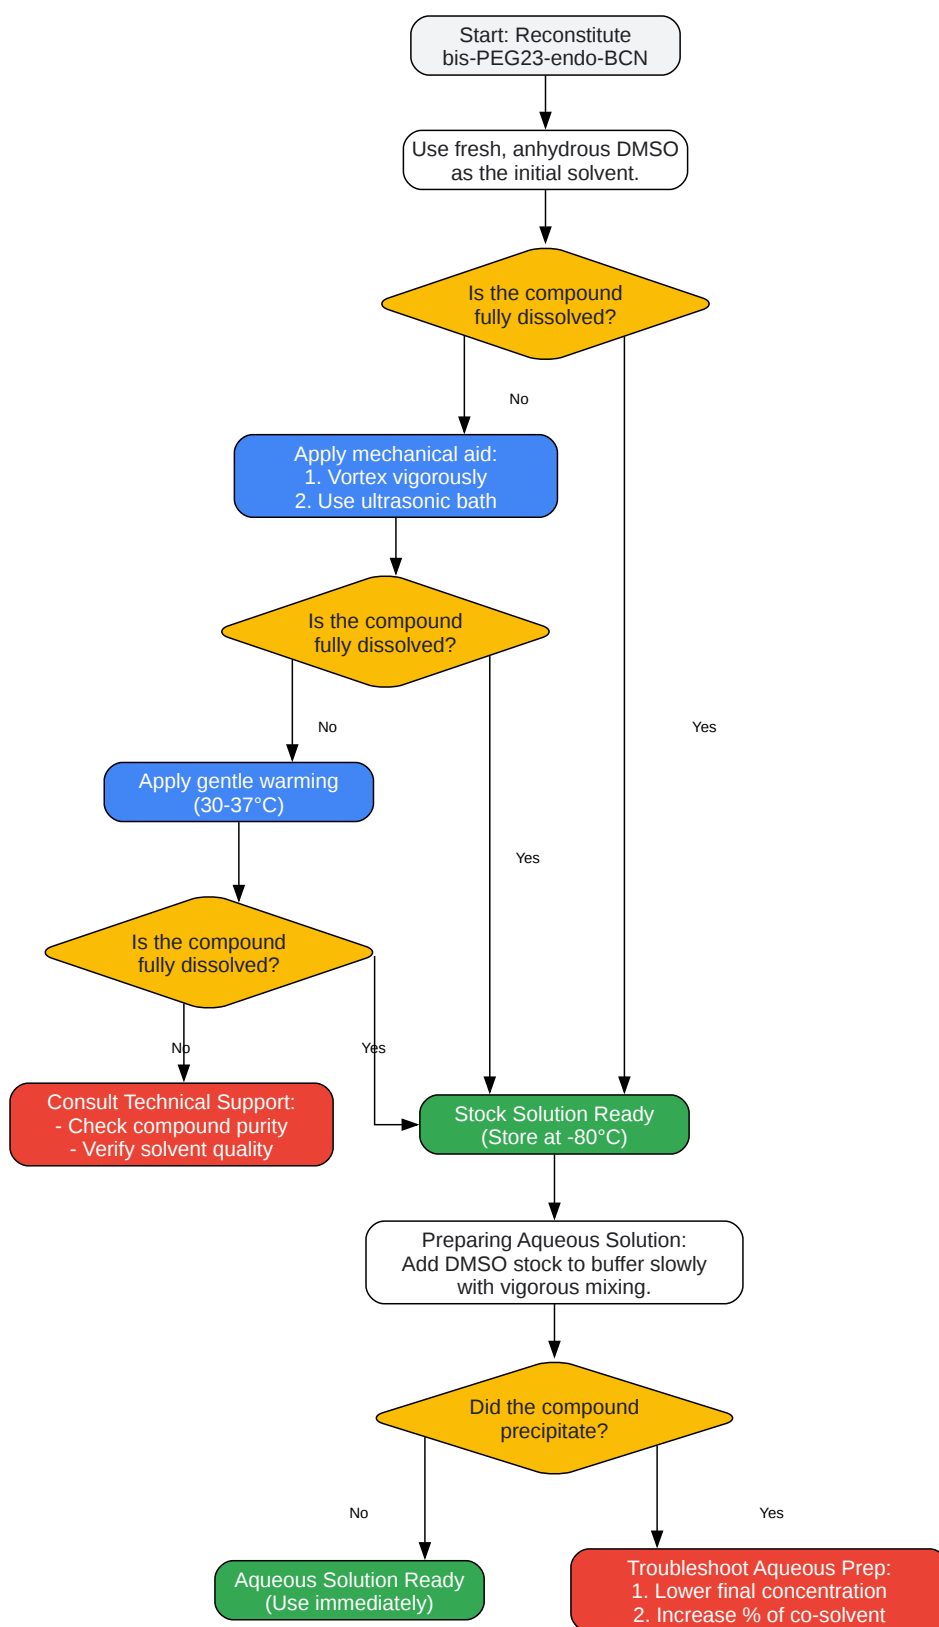 Start: Reconstitute
bis-PEG23-endo-BCN
Use fresh, anhydrous DMSO
as the initial solvent.
Is the compound
fully dissolved?
No
Apply mechanical aid:
1. Vortex vigorously
2. Use ultrasonic bath
Is the compound
fully dissolved?
No
Yes
Apply gentle warming
(30-37°C)
Yes
Is the compound
fully dissolved?
No
Yes
Consult Technical Support:
- Check compound purity
- Verify solvent quality
Stock Solution Ready
(Store at -80°C)
Preparing Aqueous Solution:
Add DMSO stock to buffer slowly
with vigorous mixing.
Did the compound
precipitate?
No
Yes
Aqueous Solution Ready
(Use immediately)
Troubleshoot Aqueous Prep:
1. Lower final concentration
2. Increase % of co-solvent